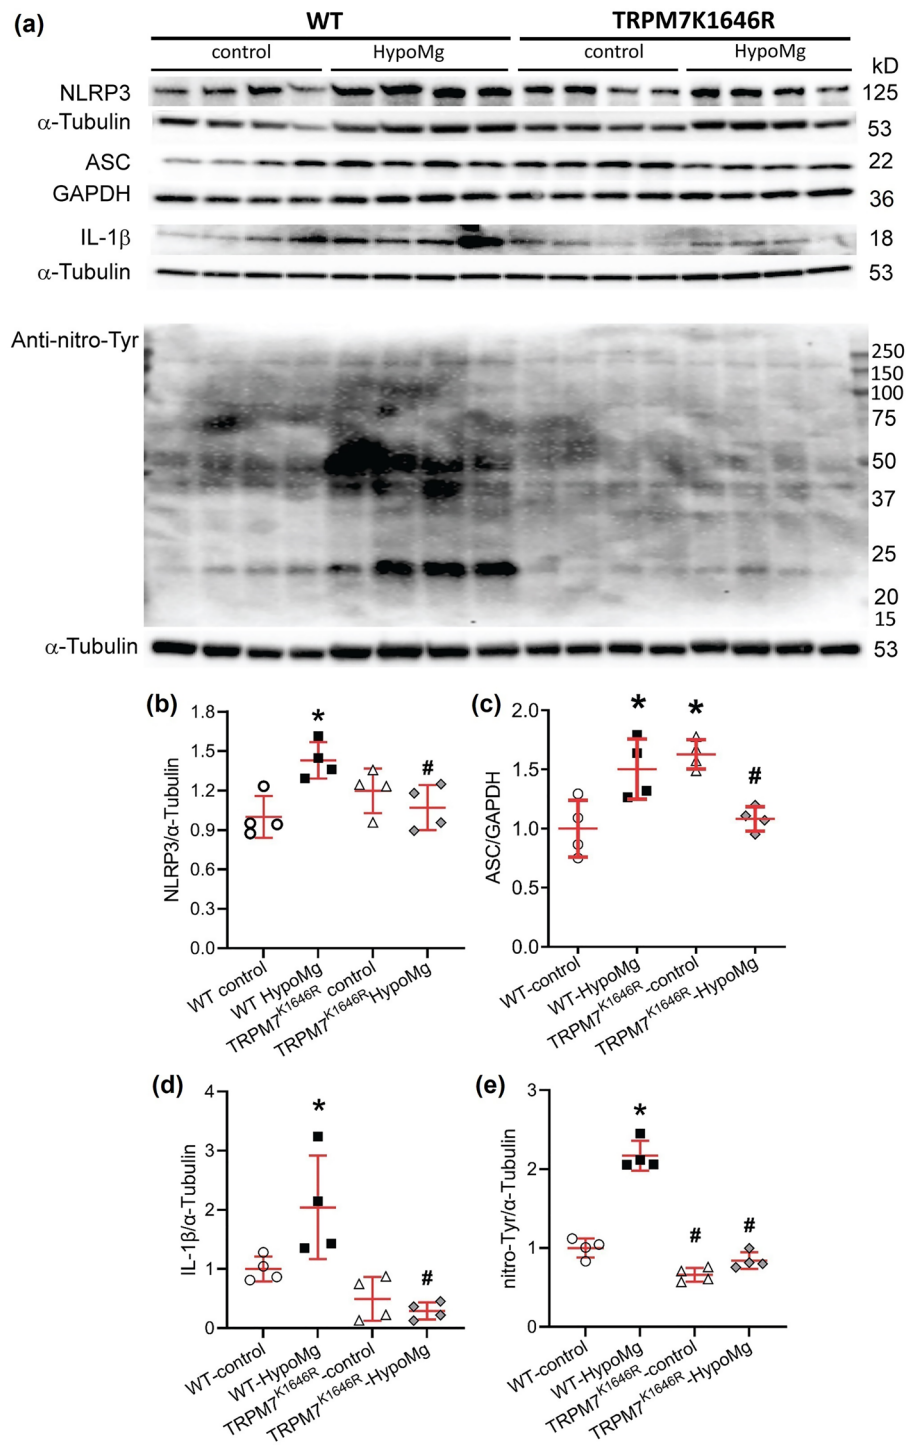 (a)
WT TRPM7K1646R
control HypoMg control HypoMg
kD
NLRP3 125
α-Tubulin 53
ASC 22
GAPDH 36
IL-1β 18
α-Tubulin 53
Anti-nitro-Tyr
250
150
100
75
50
37
25
20
15
α-Tubulin 53
(b)
NLRP3/α-Tubulin
1.8
1.5
1.2
0.9
0.6
0.3
0.0
*
#
WT control
WT HypoMg
TRPM7K1646R control
TRPM7K1646R HypoMg
(c)
ASC/GAPDH
2.0
1.5
1.0
0.5
0.0
*
*
#
WT-control
WT-HypoMg
TRPM7K1646R-control
TRPM7K1646R-HypoMg
(d)
IL-1β/α-Tubulin
4
3
2
1
0
*
#
WT-control
WT-HypoMg
TRPM7K1646R-control
TRPM7K1646R-HypoMg
(e)
nitro-Tyr/α-Tubulin
3
2
1
0
*
#
#
WT-control
WT-HypoMg
TRPM7K1646R-control
TRPM7K1646R-HypoMg